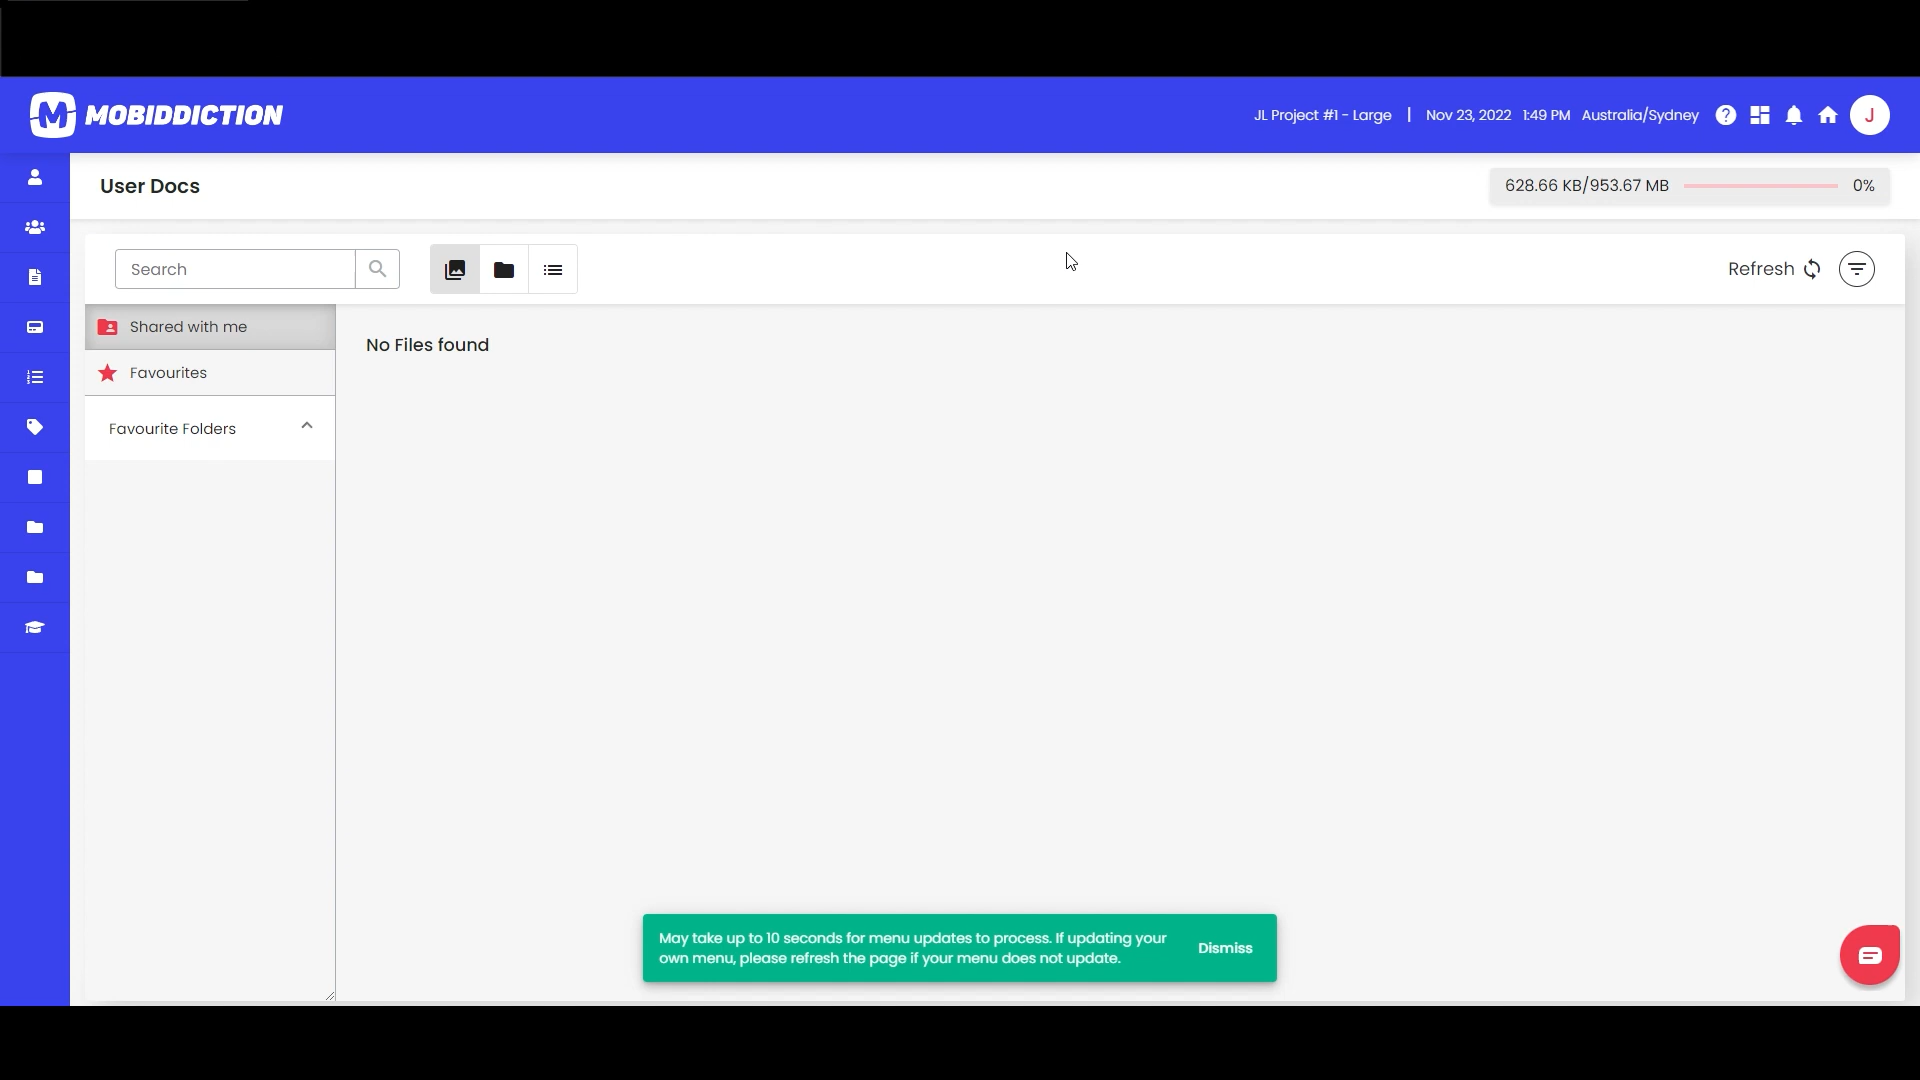 MOBIDDICTION
JL Project #1 - Large | Nov 23, 2022 1:49 PM Australia/Sydney ? J
User Docs
628.66 KB/953.67 MB 0%
Search
Refresh
Shared with me
Favourites
Favourite Folders
No Files found
May take up to 10 seconds for menu updates to process. If updating your
own menu, please refresh the page if your menu does not update.
Dismiss